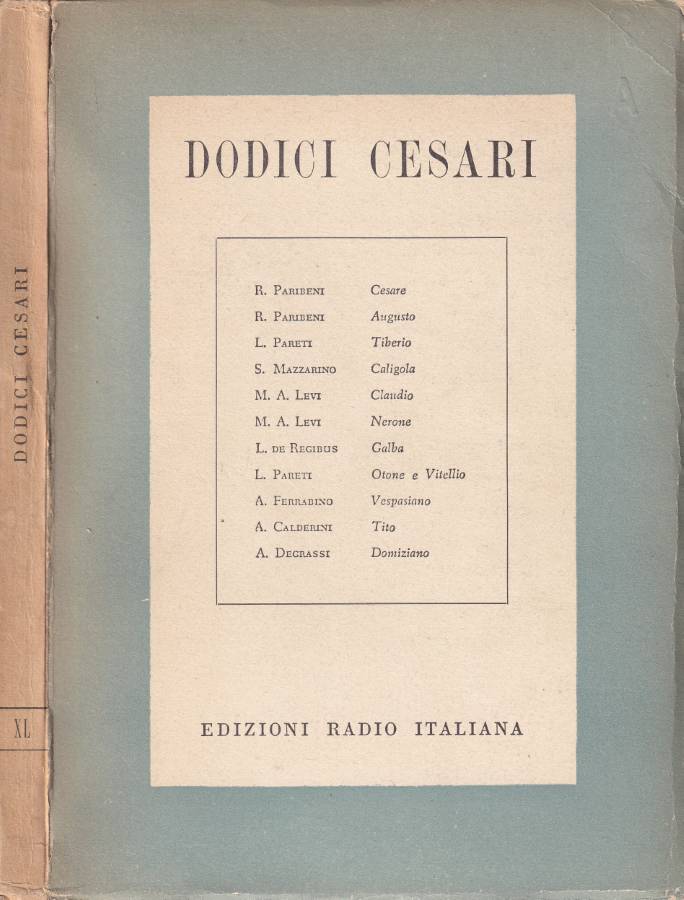 DODICI CESARI
XL
DODICI CESARI
R. PARIBENI Cesare
R. PARIBENI Augusto
L. PARETI Tiberio
S. MAZZARINO Caligola
M. A. LEVI Claudio
M. A. LEVI Nerone
L. DE REGIBUS Galba
L. PARETI Otone e Vitellio
A. FERRABINO Vespasiano
A. CALDERINI Tito
A. DEGRASSI Domiziano
EDIZIONI RADIO ITALIANA